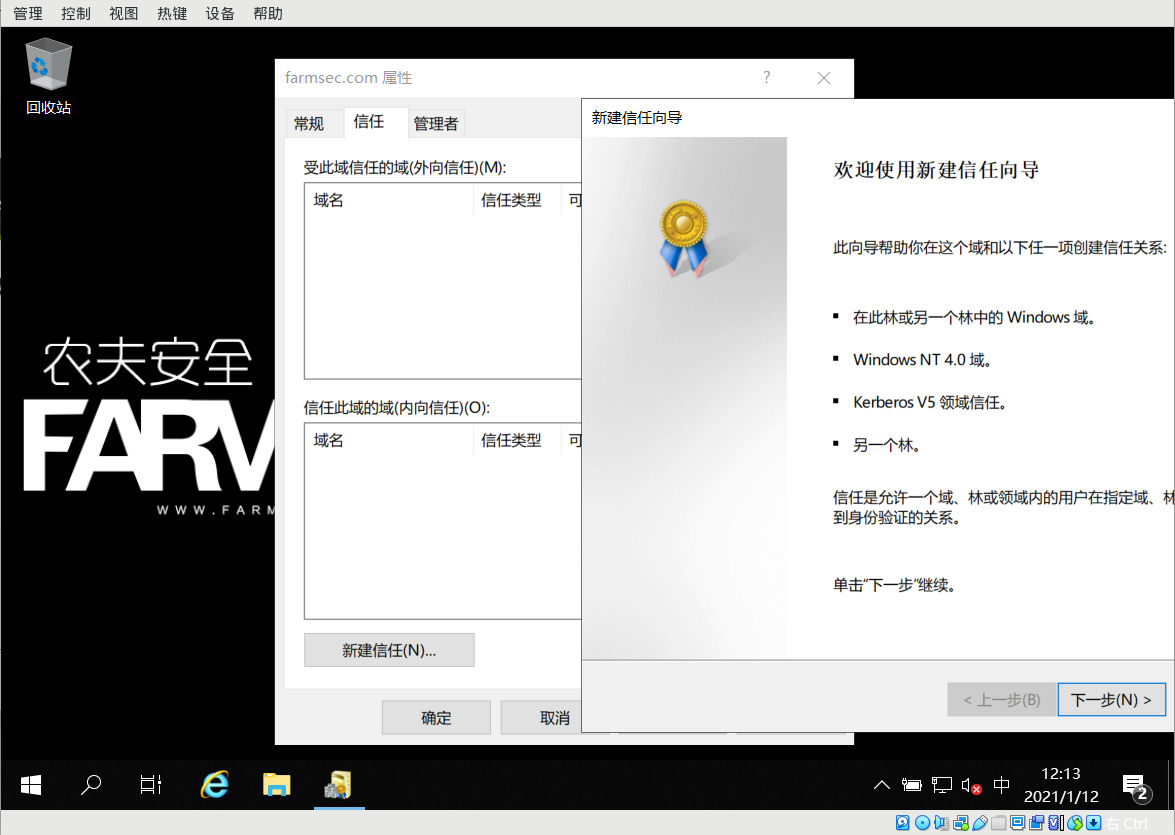 管理 控制 视图 热键 设备 帮助
回收站
farmsec.com 属性
常规 信任 管理者
受此域信任的域(外向信任)(M):
域名 信任类型 可
信任此域的域(内向信任)(O):
域名 信任类型 可
新建信任(N)...
确定 取消
新建信任向导
欢迎使用新建信任向导
此向导帮助你在这个域和以下任一项创建信任关系:
▪ 在此林或另一个林中的 Windows 域。
▪ Windows NT 4.0 域。
▪ Kerberos V5 领域信任。
▪ 另一个林。
信任是允许一个域、林或领域内的用户在指定域、林
到身份验证的关系。
单击"下一步"继续。
< 上一步(B) 下一步(N) >
农夫安全
FARM
WWW.FARM
中
12:13
2021/1/12
2
右 Ctrl